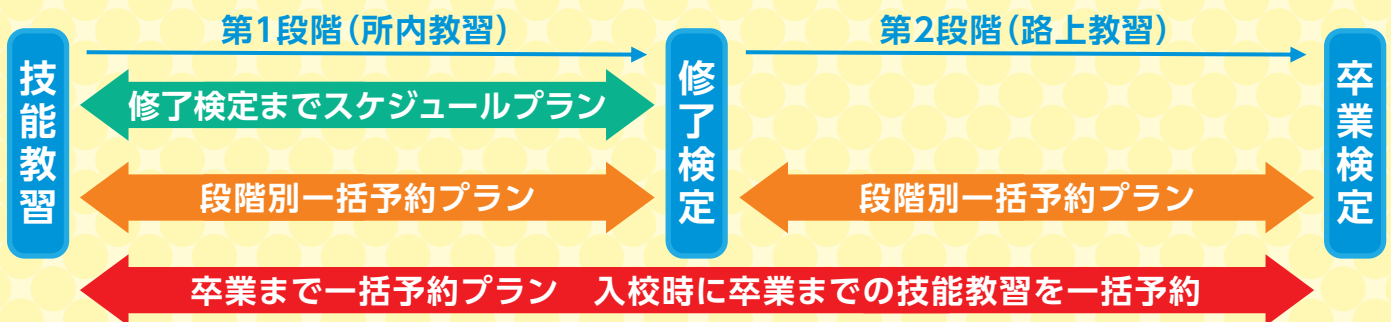 第1段階(所内教習)
第2段階(路上教習)
技能教習
修了検定
卒業検定
修了検定までスケジュールプラン
段階別一括予約プラン
段階別一括予約プラン
卒業まで一括予約プラン　入校時に卒業までの技能教習を一括予約